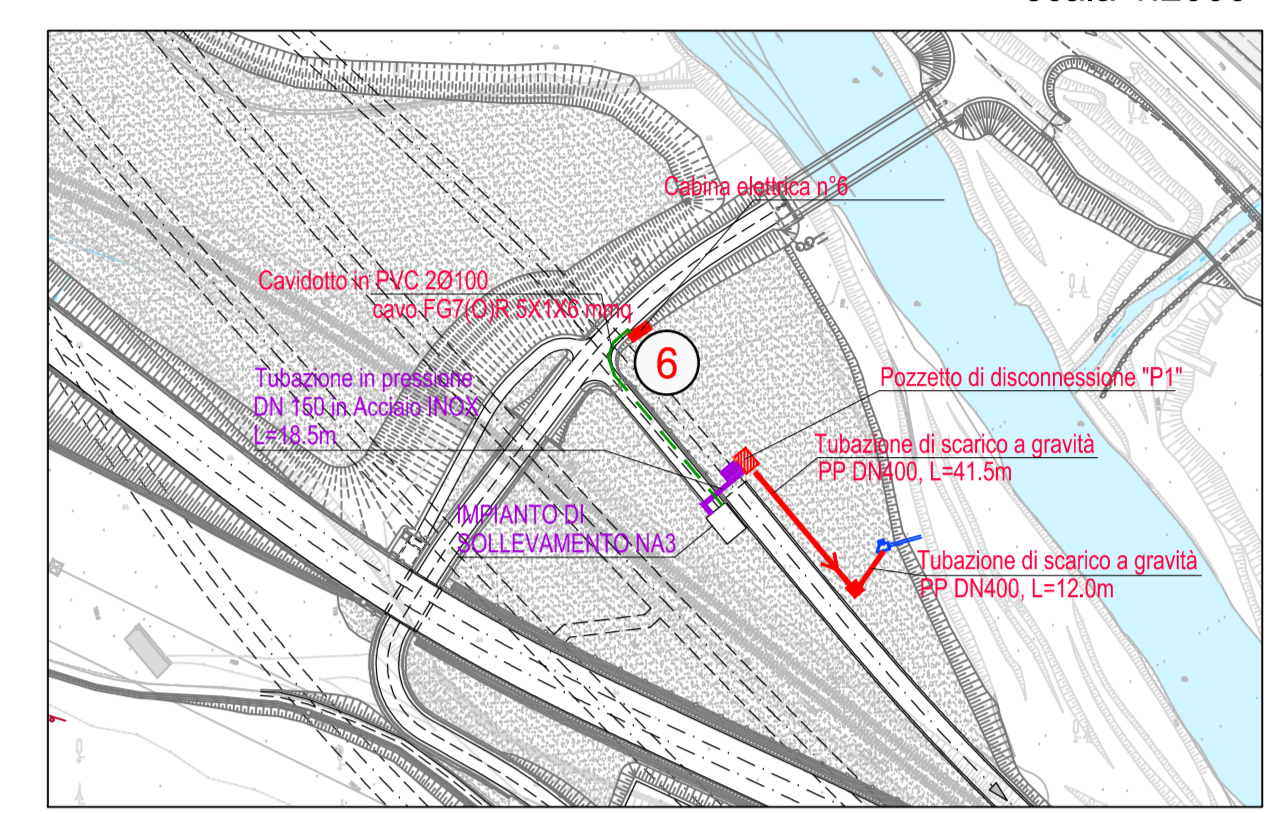 Cabina elettrica n°6
Cavidotto in PVC 2Ø100
cavo FG7(O)R 5X1X6 mmq
6
Tubazione in pressione
DN 150 in Acciaio INOX
L=18.5m
Pozzetto di disconnessione "P1"
Tubazione di scarico a gravità
PP DN400, L=41.5m
IMPIANTO DI
SOLLEVAMENTO NA3
Tubazione di scarico a gravità
PP DN400, L=12.0m